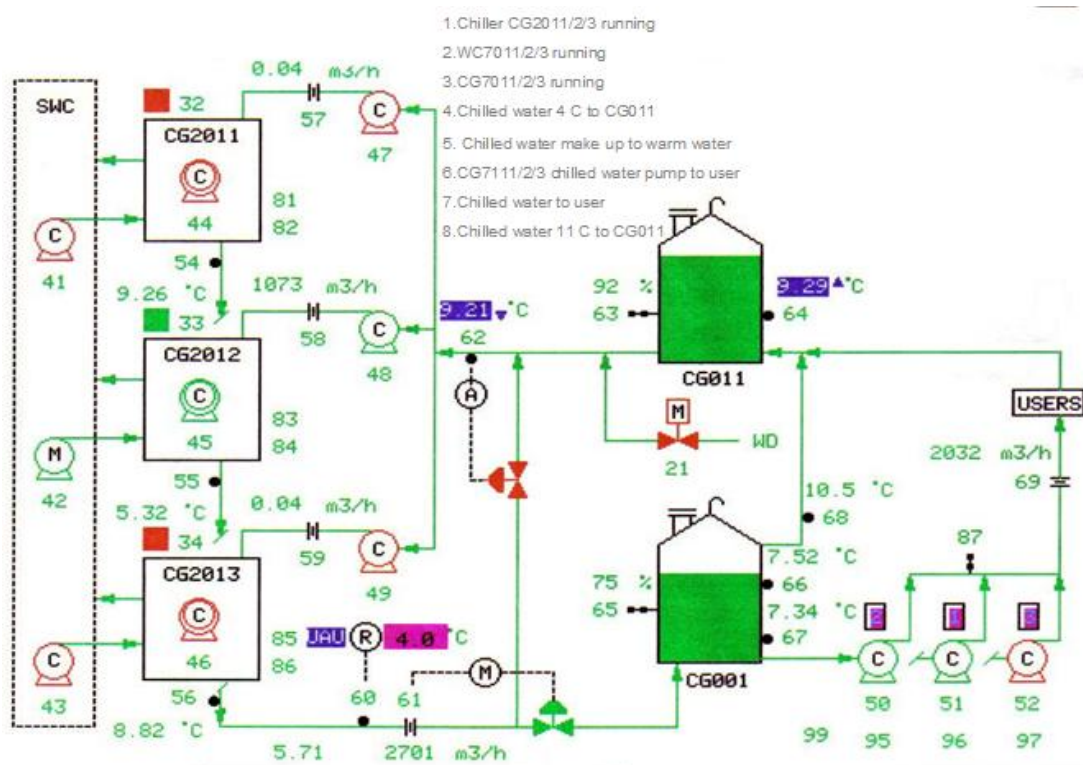 1.Chiller CG2011/2/3 running
2.WC7011/2/3 running
3.CG7011/2/3 running
4.Chilled water 4 C to CG011
5. Chilled water make up to warm water
6.CG7111/2/3 chilled water pump to user
7.Chilled water to user
8.Chilled water 11 C to CG011
SWC
32
0.04 m3/h
57
C
47
CG2011
C
44
81
82
C
41
54
9.26 °C
33
1073 m3/h
58
C
48
9.21 °C
62
A
92 %
63
9.29 °C
64
CG011
CG2012
C
45
83
84
M
42
M
21
WD
USERS
2032 m3/h
69
55
5.32 °C
34
0.04 m3/h
59
C
49
10.5 °C
68
87
CG2013
C
46
85
86
UAU
R
4.0 °C
75 %
65
7.52 °C
66
7.34 °C
67
CG001
2
1
3
C
43
C
50
C
51
C
52
56
8.82 °C
60
61
M
5.71
2701 m3/h
99
95
96
97